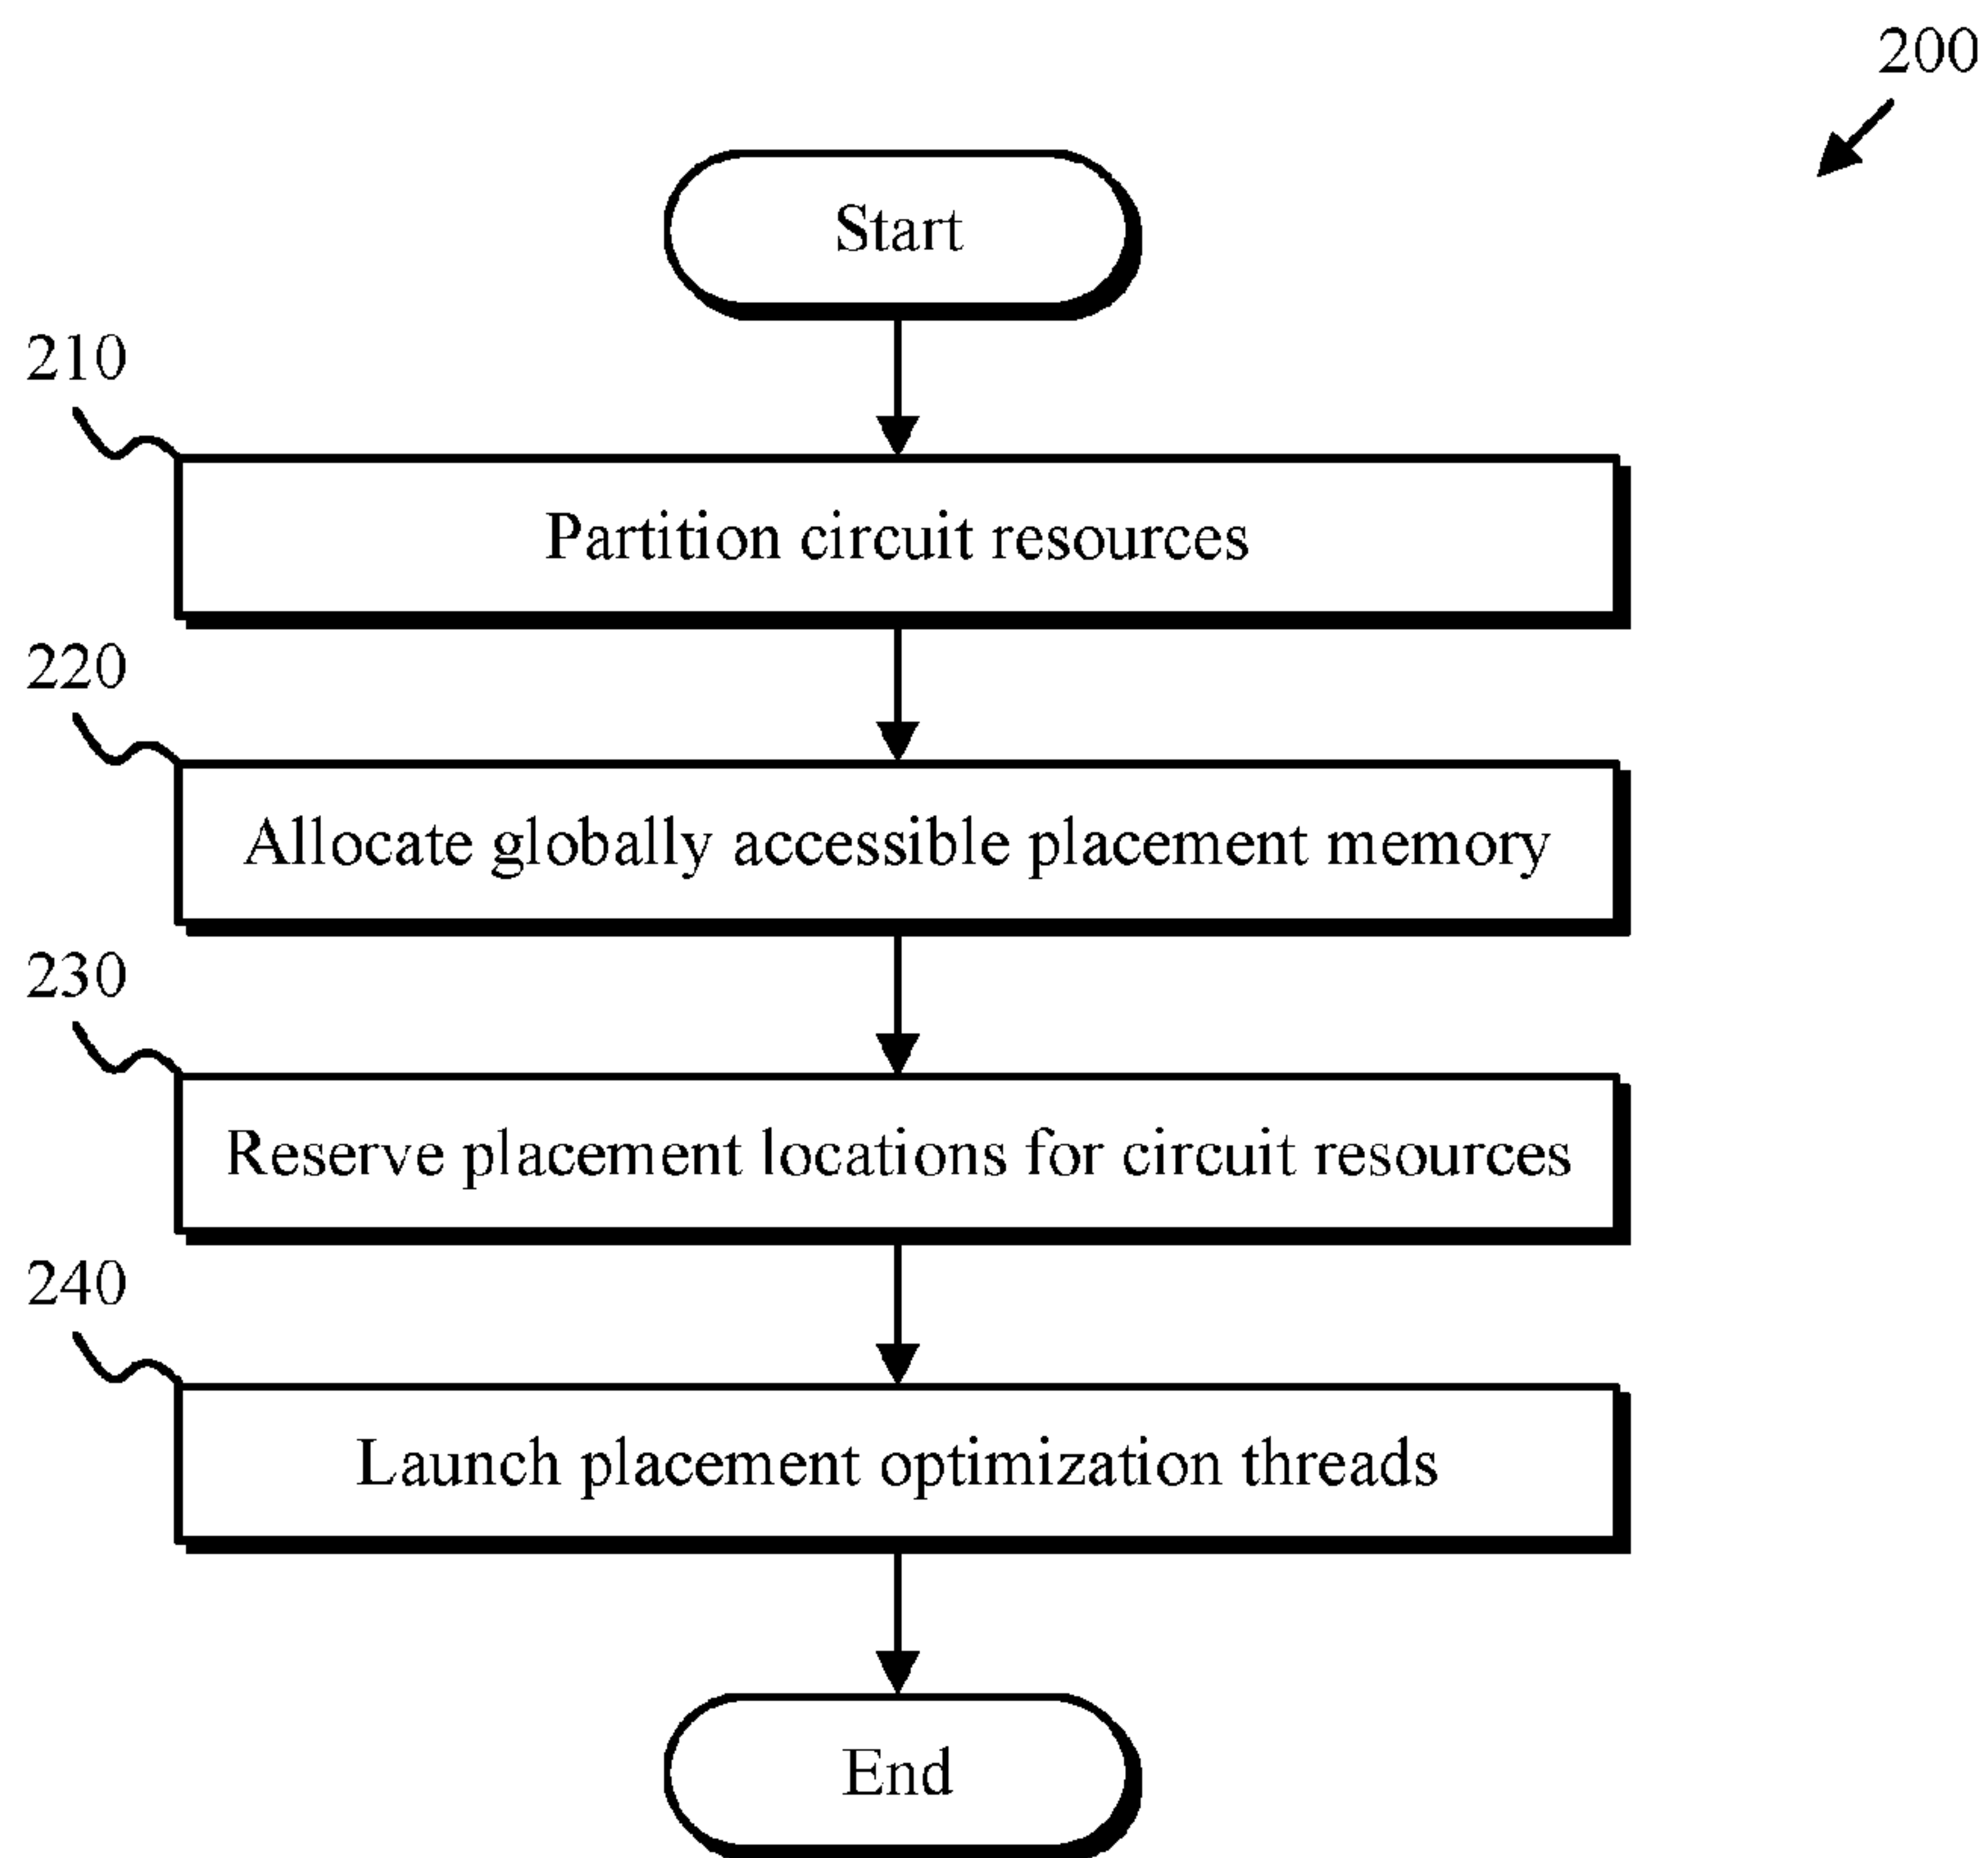 200
Start
210
Partition circuit resources
220
Allocate globally accessible placement memory
230
Reserve placement locations for circuit resources
240
Launch placement optimization threads
End